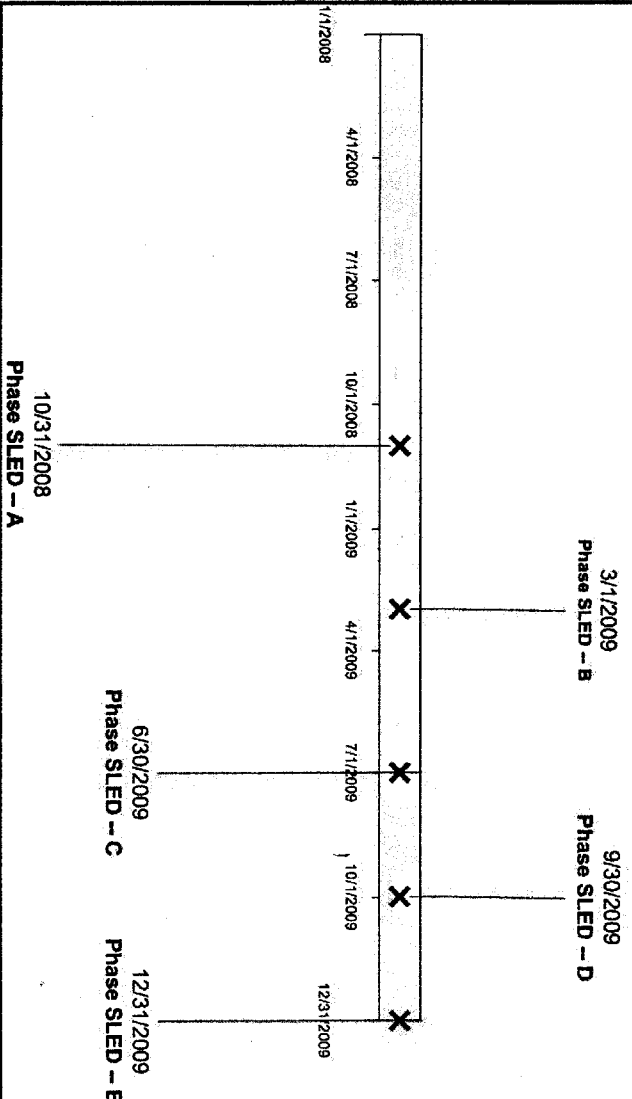 3/1/2009
Phase SLED -- B
9/30/2009
Phase SLED -- D
1/1/2008
4/1/2008
7/1/2008
10/1/2008
1/1/2009
4/1/2009
7/1/2009
10/1/2009
12/31/2009
10/31/2008
Phase SLED -- A
6/30/2009
Phase SLED -- C
12/31/2009
Phase SLED --